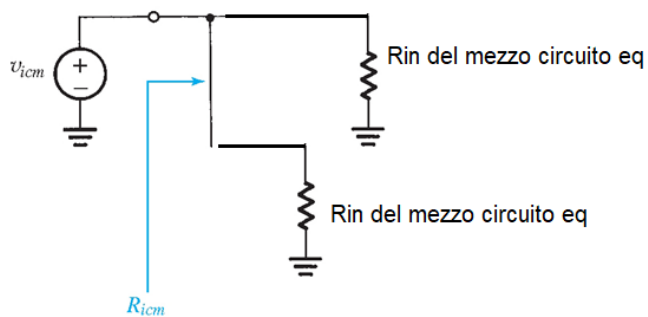 Rin del mezzo circuito eq
v_icm
+
−
Rin del mezzo circuito eq
R_icm